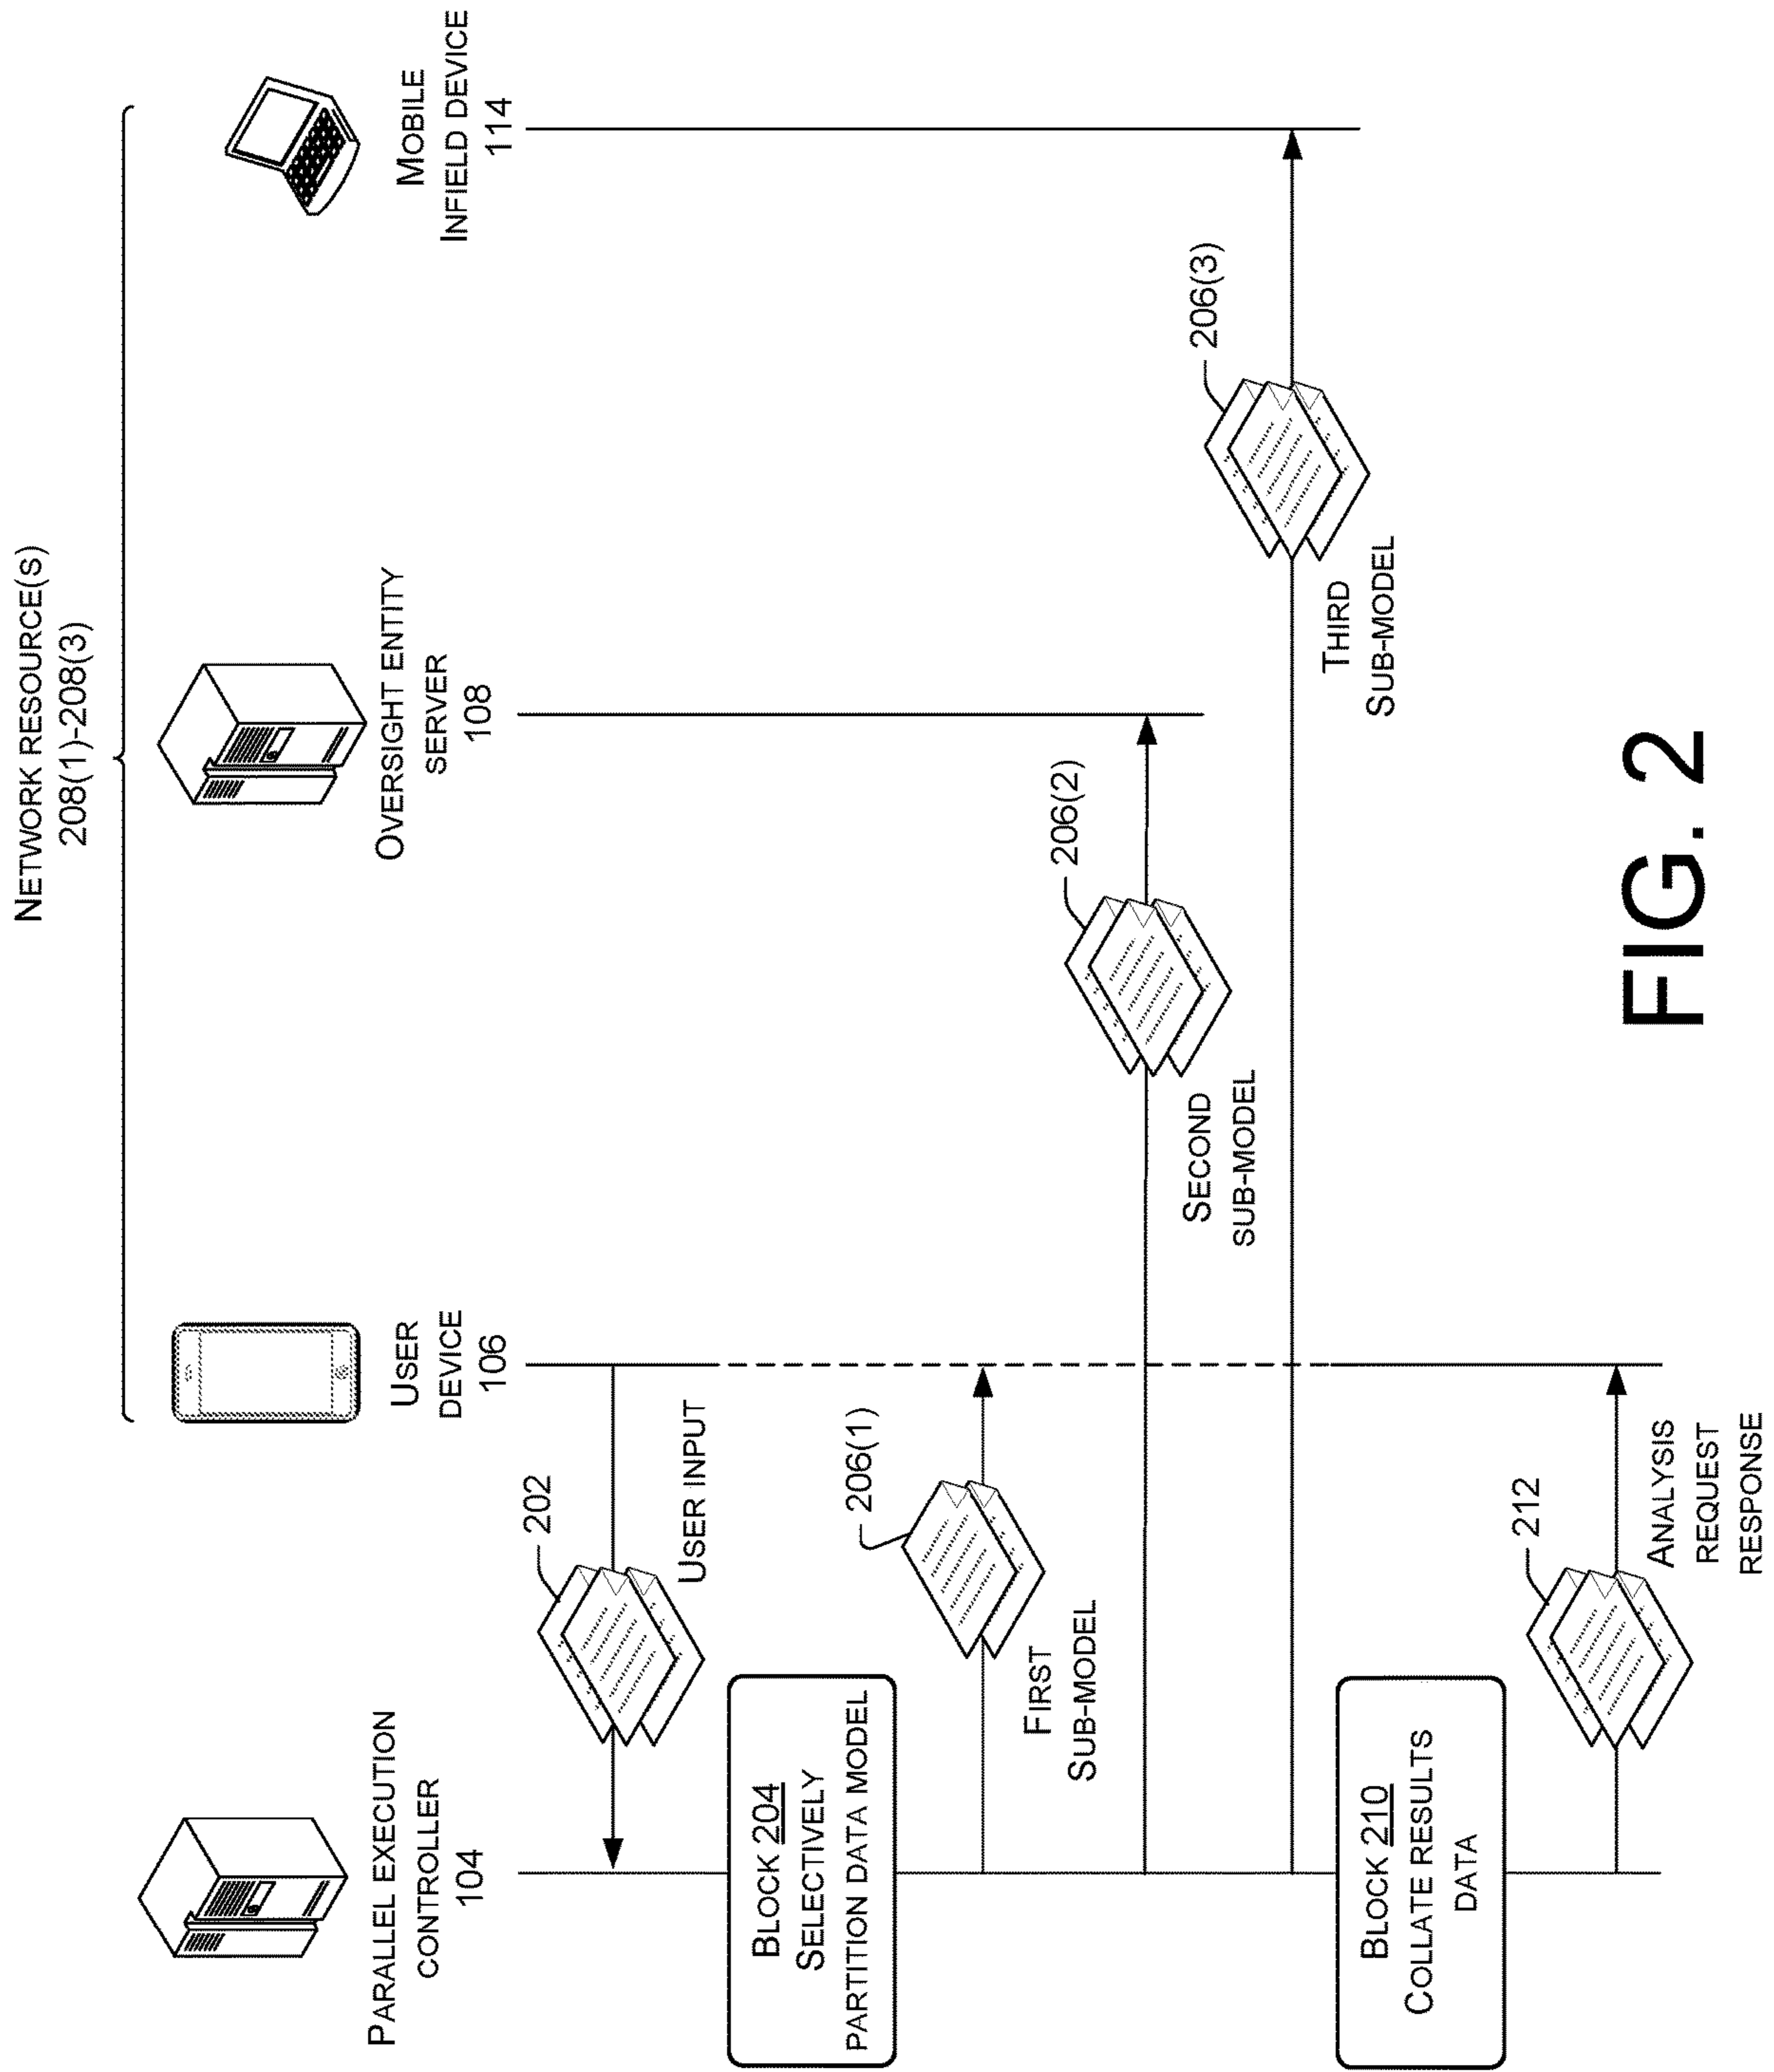 NETWORK RESOURCE(S)
208(1)-208(3)
PARALLEL EXECUTION
CONTROLLER
104
USER
DEVICE
106
OVERSIGHT ENTITY
SERVER
108
MOBILE
INFIELD DEVICE
114
202
USER INPUT
BLOCK 204
SELECTIVELY
PARTITION DATA MODEL
206(1)
FIRST
SUB-MODEL
206(2)
SECOND
SUB-MODEL
206(3)
THIRD
SUB-MODEL
BLOCK 210
COLLATE RESULTS
DATA
212
ANALYSIS
REQUEST
RESPONSE
FIG. 2